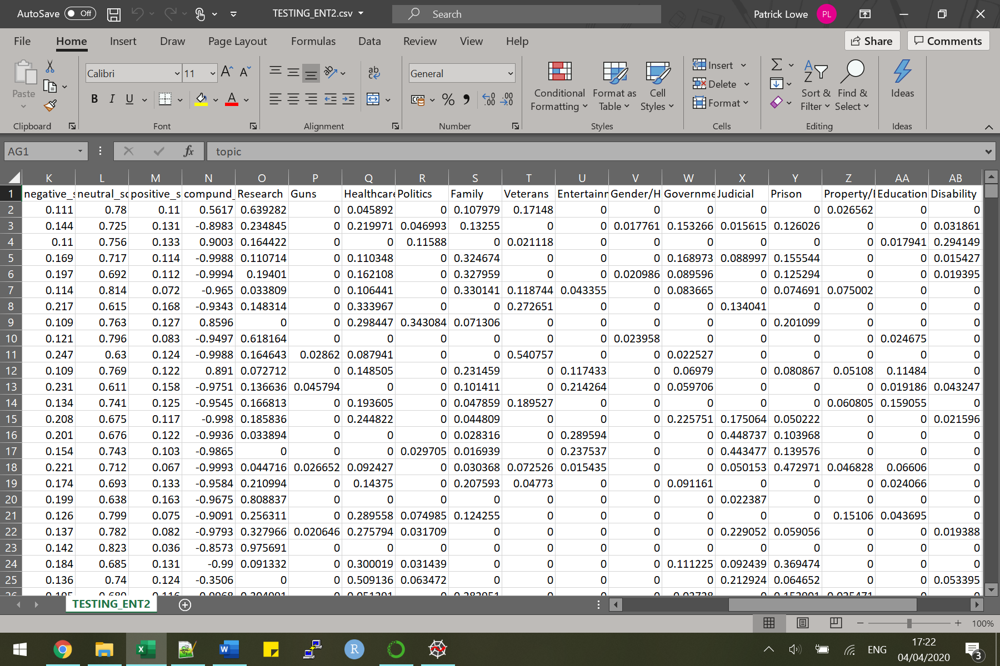 AutoSave Off TESTING_ENT2.csv Search Patrick Lowe PL
File Home Insert Draw Page Layout Formulas Data Review View Help Share Comments
Paste Calibri 11 General Conditional Formatting Format as Table Cell Styles Insert Delete Format Sort & Filter Find & Select Ideas
B I U
Clipboard Font Alignment Number Styles Cells Editing Ideas
AG1 fx topic
K L M N O P Q R S T U V W X Y Z AA AB
1 negative_s neutral_sc positive_s compund_ Research Guns Healthcare Politics Family Veterans Entertainm Gender/H Governme Judicial Prison Property/I Education Disability
2 0.111 0.78 0.11 0.5617 0.639282 0 0.045892 0 0.107979 0.17148 0 0 0 0 0 0.026562 0 0
3 0.144 0.725 0.131 -0.8983 0.234845 0 0.219971 0.046993 0.13255 0 0 0.017761 0.153266 0.015615 0.126026 0 0 0.031861
4 0.11 0.756 0.133 0.9003 0.164422 0 0 0.11588 0 0.021118 0 0 0 0 0 0 0.017941 0.294149
5 0.169 0.717 0.114 -0.9988 0.110714 0 0.110348 0 0.324674 0 0 0 0.168973 0.088997 0.155544 0 0 0.015427
6 0.197 0.692 0.112 -0.9994 0.19401 0 0.162108 0 0.327959 0 0 0.020986 0.089596 0 0.125294 0 0 0.019395
7 0.114 0.814 0.072 -0.965 0.033809 0 0.106441 0 0.330141 0.118744 0.043355 0 0.083665 0 0.074691 0.075002 0 0
8 0.217 0.615 0.168 -0.9343 0.148314 0 0.333967 0 0 0.272651 0 0 0 0.134041 0 0 0 0
9 0.109 0.763 0.127 0.8596 0 0 0.298447 0.343084 0.071306 0 0 0 0 0 0.201099 0 0 0
10 0.121 0.796 0.083 -0.9497 0.618164 0 0 0 0 0 0 0.023958 0 0 0 0 0.024675 0
11 0.247 0.63 0.124 -0.9988 0.164643 0.02862 0.087941 0 0 0.540757 0 0 0.022527 0 0 0 0 0
12 0.109 0.769 0.122 0.891 0.072712 0 0.148505 0 0.231459 0 0.117433 0 0.06979 0 0.080867 0.05108 0.11484 0
13 0.231 0.611 0.158 -0.9751 0.136636 0.045794 0 0 0.101411 0 0.214264 0 0.059706 0 0 0 0.019186 0.043247
14 0.134 0.741 0.125 -0.9545 0.166813 0 0.193605 0 0.047859 0.189527 0 0 0 0 0 0.060805 0.159055 0
15 0.208 0.675 0.117 -0.998 0.185836 0 0.244822 0 0.044809 0 0 0 0.225751 0.175064 0.050222 0 0 0.021596
16 0.201 0.676 0.122 -0.9936 0.033894 0 0 0 0.028316 0 0.289594 0 0 0.448737 0.103968 0 0 0
17 0.154 0.743 0.103 -0.9865 0 0 0 0.029705 0.016939 0 0.237537 0 0 0.443477 0.139576 0 0 0
18 0.221 0.712 0.067 -0.9993 0.044716 0.026652 0.092427 0 0.030368 0.072526 0.015435 0 0 0.050153 0.472971 0.046828 0.06606 0
19 0.174 0.693 0.133 -0.9584 0.210994 0 0.14375 0 0.207593 0.04773 0 0 0.091161 0 0 0 0.024066 0
20 0.199 0.638 0.163 -0.9675 0.808837 0 0 0 0 0 0 0 0 0.022387 0 0 0 0
21 0.126 0.799 0.075 -0.9091 0.256311 0 0.289558 0.074985 0.124255 0 0 0 0 0 0 0.15106 0.043695 0
22 0.137 0.782 0.082 -0.9793 0.327966 0.020646 0.275794 0.031709 0 0 0 0 0 0.229052 0.059056 0 0 0.019388
23 0.142 0.823 0.036 -0.8573 0.975691 0 0 0 0 0 0 0 0 0 0 0 0 0
24 0.184 0.685 0.131 -0.99 0.091332 0 0.300019 0.031439 0 0 0 0 0.111225 0.092439 0.369474 0 0 0
25 0.136 0.74 0.124 -0.3506 0 0 0.509136 0.063472 0 0 0 0 0 0.212924 0.064652 0 0 0.053395
TESTING_ENT2
100%
ENG 17:22
04/04/2020 3